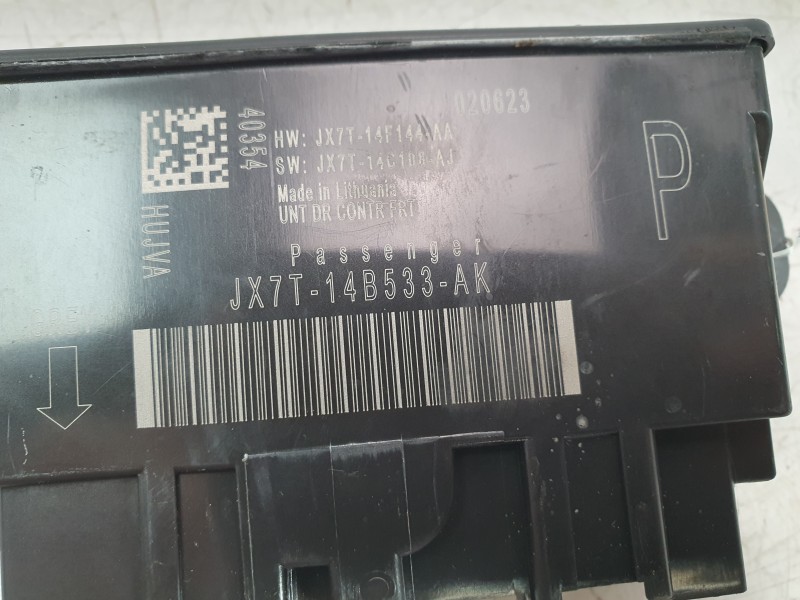 020623
40354
HW: JX7T-14F144-AA
SW: JX7T-14C188-AJ
Made in Lithuania
UNT DR CONTR FRT
P
HUJVA
Passenger
JX7T-14B533-AK